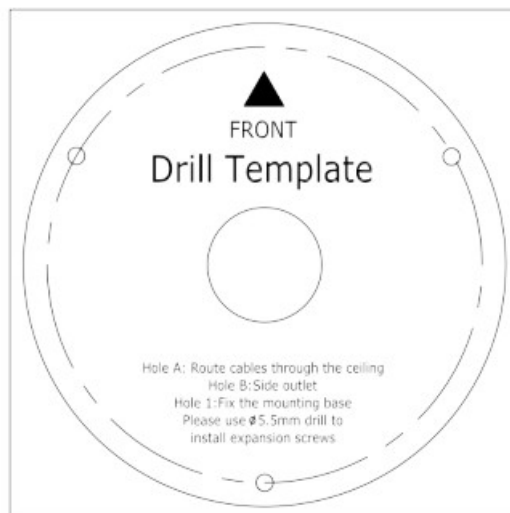 FRONT
Drill Template
Hole A: Route cables through the ceiling
Hole B:Side outlet
Hole 1:Fix the mounting base
Please use Ø5.5mm drill to
install expansion screws